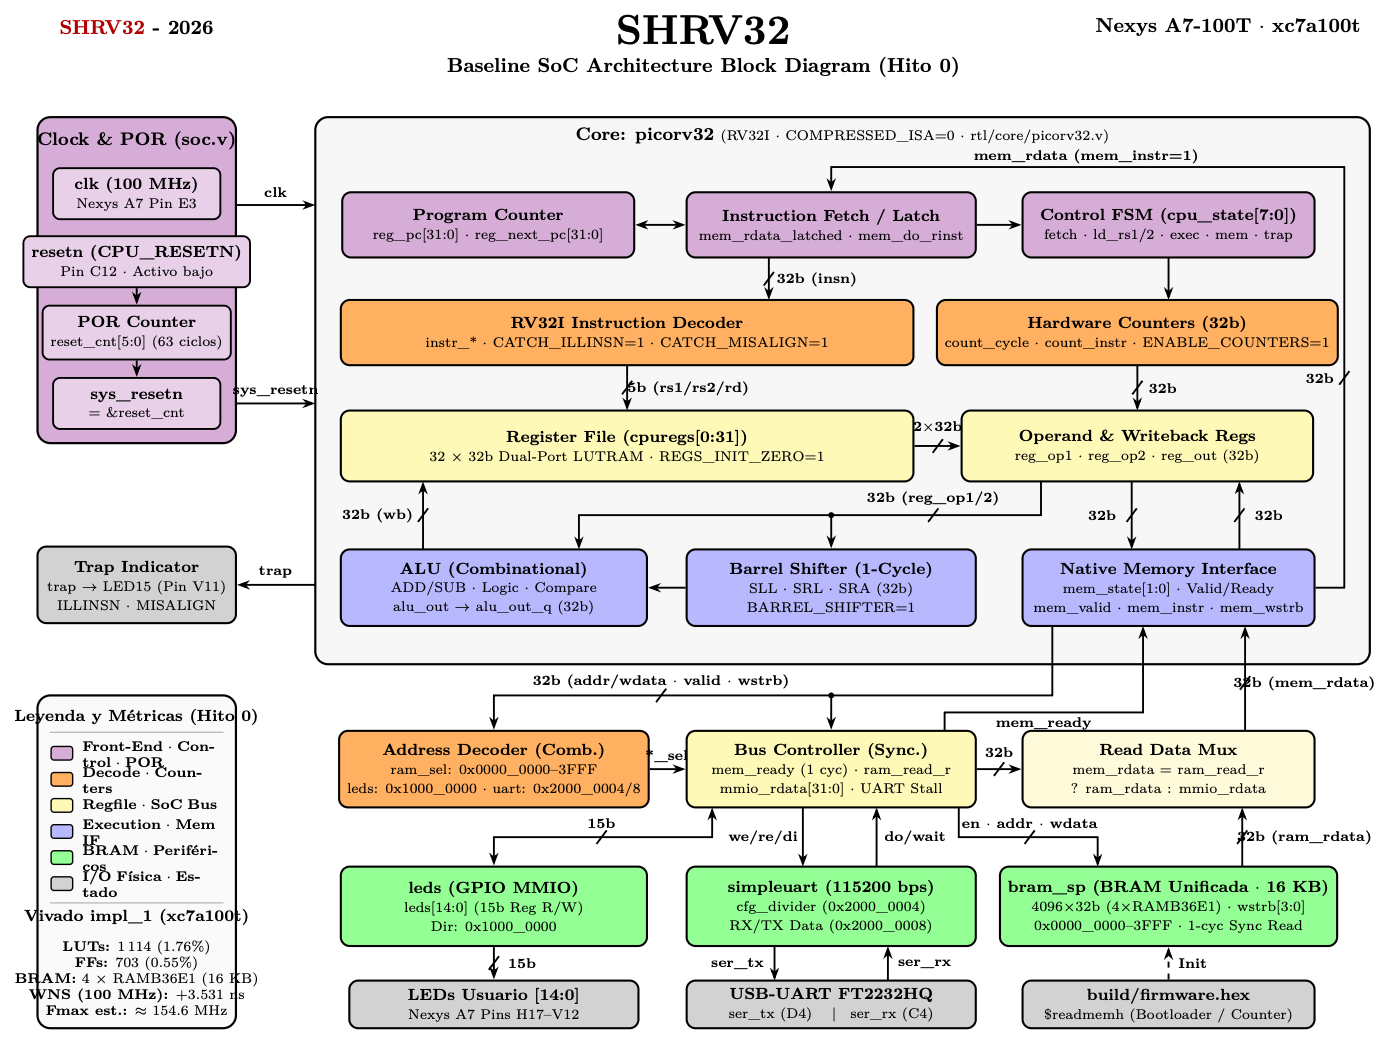 SHRV32 - 2026
SHRV32
Nexys A7-100T · xc7a100t
Baseline SoC Architecture Block Diagram (Hito 0)
Clock & POR (soc.v)
clk (100 MHz)
Nexys A7 Pin E3
resetn (CPU_RESETN)
Pin C12 · Activo bajo
POR Counter
reset_cnt[5:0] (63 ciclos)
sys_resetn
= &reset_cnt
clk
sys_resetn
Core: picorv32 (RV32I · COMPRESSED_ISA=0 · rtl/core/picorv32.v)
mem_rdata (mem_instr=1)
Program Counter
reg_pc[31:0] · reg_next_pc[31:0]
Instruction Fetch / Latch
mem_rdata_latched · mem_do_rinst
Control FSM (cpu_state[7:0])
fetch · ld_rs1/2 · exec · mem · trap
32b (insn)
RV32I Instruction Decoder
instr_* · CATCH_ILLINSN=1 · CATCH_MISALIGN=1
Hardware Counters (32b)
count_cycle · count_instr · ENABLE_COUNTERS=1
5b (rs1/rs2/rd)
32b
32b
Register File (cpuregs[0:31])
32 × 32b Dual-Port LUTRAM · REGS_INIT_ZERO=1
2×32b
Operand & Writeback Regs
reg_op1 · reg_op2 · reg_out (32b)
32b (wb)
32b (reg_op1/2)
32b
32b
ALU (Combinational)
ADD/SUB · Logic · Compare
alu_out → alu_out_q (32b)
Barrel Shifter (1-Cycle)
SLL · SRL · SRA (32b)
BARREL_SHIFTER=1
Native Memory Interface
mem_state[1:0] · Valid/Ready
mem_valid · mem_instr · mem_wstrb
Trap Indicator
trap → LED15 (Pin V11)
ILLINSN · MISALIGN
trap
32b (addr/wdata · valid · wstrb)
32b (mem_rdata)
mem_ready
Address Decoder (Comb.)
ram_sel: 0x0000_0000–3FFF
leds: 0x1000_0000 · uart: 0x2000_0004/8
*_sel
Bus Controller (Sync.)
mem_ready (1 cyc) · ram_read_r
mmio_rdata[31:0] · UART Stall
32b
Read Data Mux
mem_rdata = ram_read_r
? ram_rdata : mmio_rdata
15b
we/re/di
do/wait
en · addr · wdata
32b (ram_rdata)
leds (GPIO MMIO)
leds[14:0] (15b Reg R/W)
Dir: 0x1000_0000
simpleuart (115200 bps)
cfg_divider (0x2000_0004)
RX/TX Data (0x2000_0008)
bram_sp (BRAM Unificada · 16 KB)
4096×32b (4×RAMB36E1) · wstrb[3:0]
0x0000_0000–3FFF · 1-cyc Sync Read
15b
ser_tx
ser_rx
Init
LEDs Usuario [14:0]
Nexys A7 Pins H17–V12
USB-UART FT2232HQ
ser_tx (D4) | ser_rx (C4)
build/firmware.hex
$readmemh (Bootloader / Counter)
Leyenda y Métricas (Hito 0)
Front-End · Con-
trol · POR
Decode · Coun-
ters
Regfile · SoC Bus
Execution · Mem
IF
BRAM · Periféri-
cos
I/O Física · Es-
tado
Vivado impl_1 (xc7a100t)
LUTs: 1 114 (1.76%)
FFs: 703 (0.55%)
BRAM: 4 × RAMB36E1 (16 KB)
WNS (100 MHz): +3.531 ns
Fmax est.: ≈ 154.6 MHz